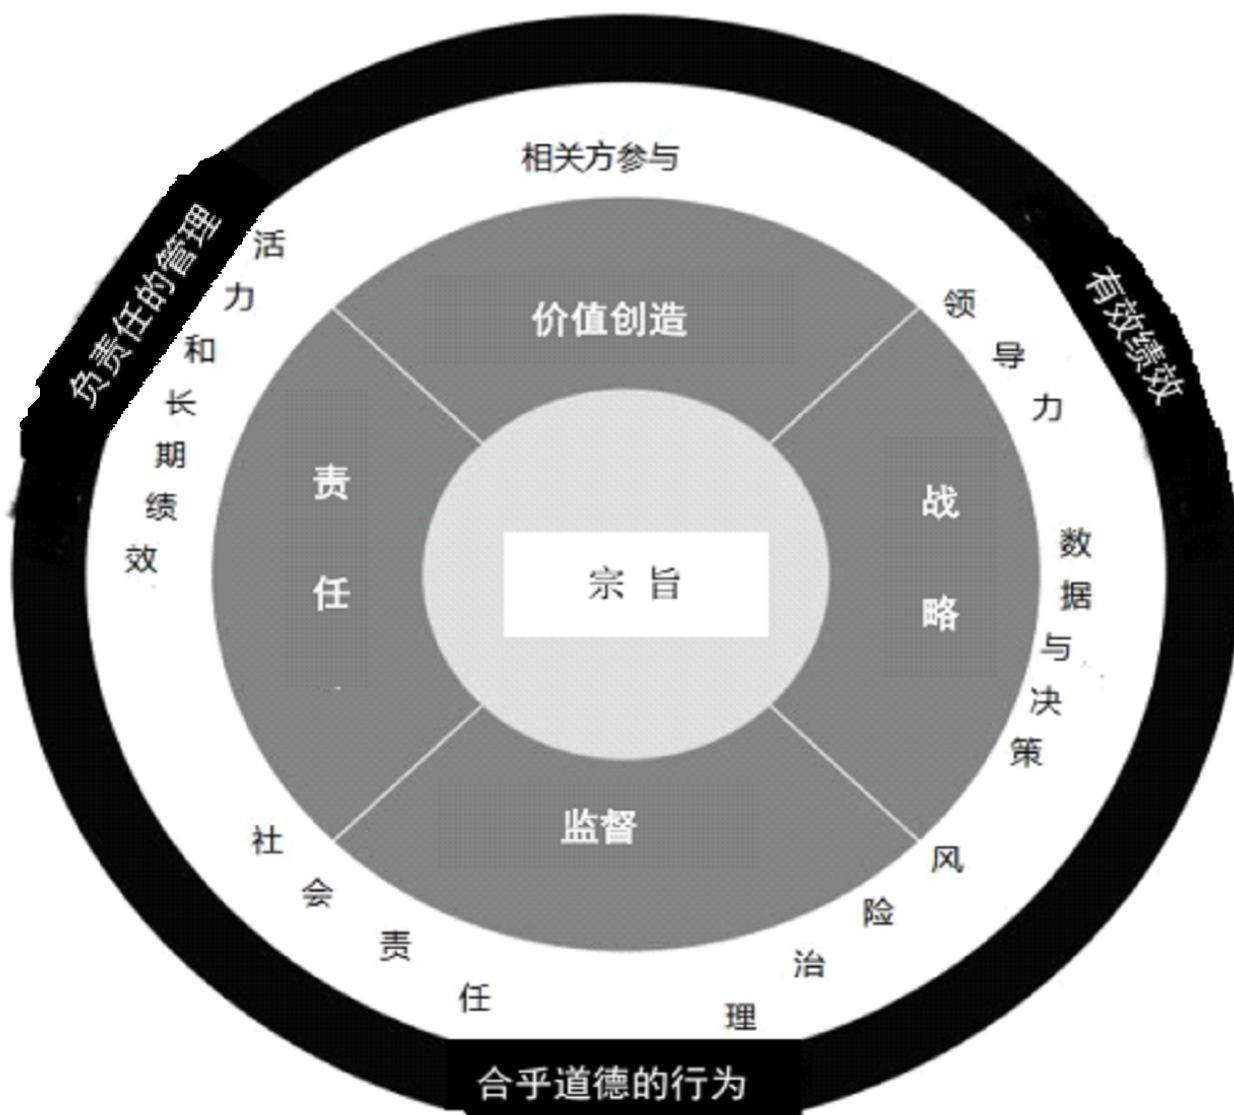 相关方参与
领导力
数据与决策
风险治理
社会责任
活力和长期绩效
价值创造
战略
监督
责任
宗旨
负责任的管理
有效绩效
合乎道德的行为